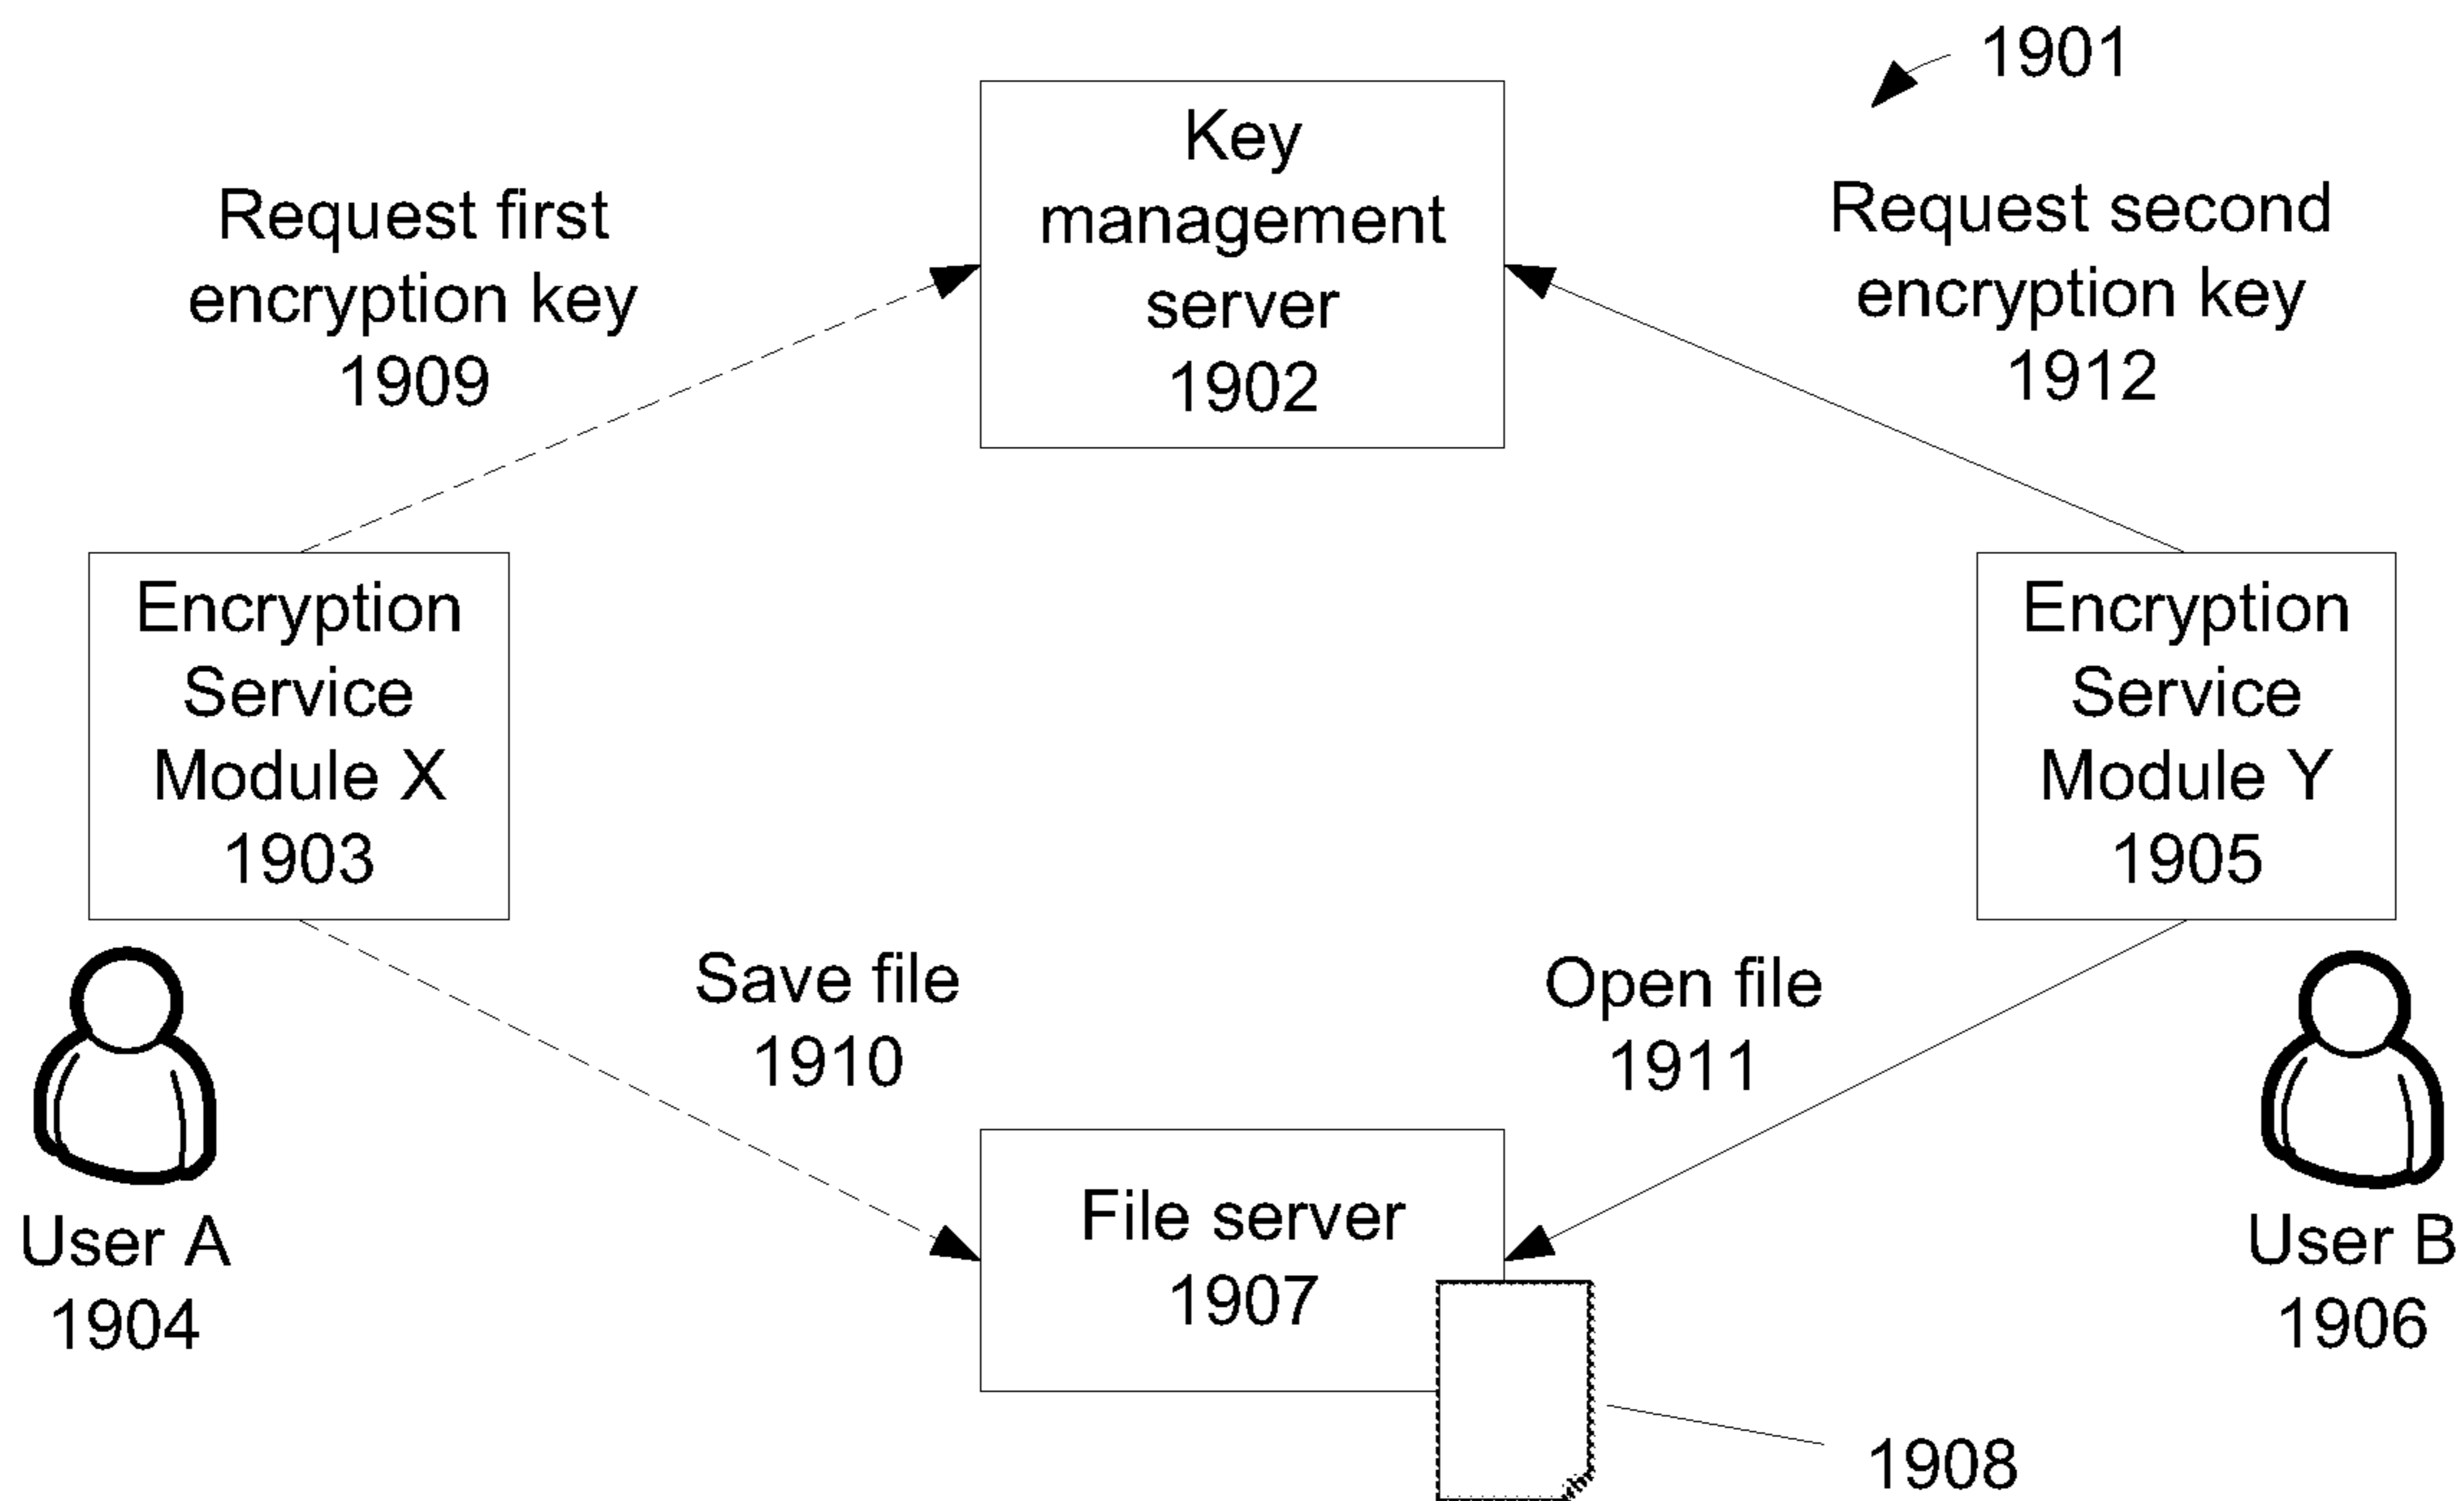 1901
Key
management
server
1902
Request first
encryption key
1909
Request second
encryption key
1912
Encryption
Service
Module X
1903
Encryption
Service
Module Y
1905
Save file
1910
Open file
1911
User A
1904
File server
1907
User B
1906
1908